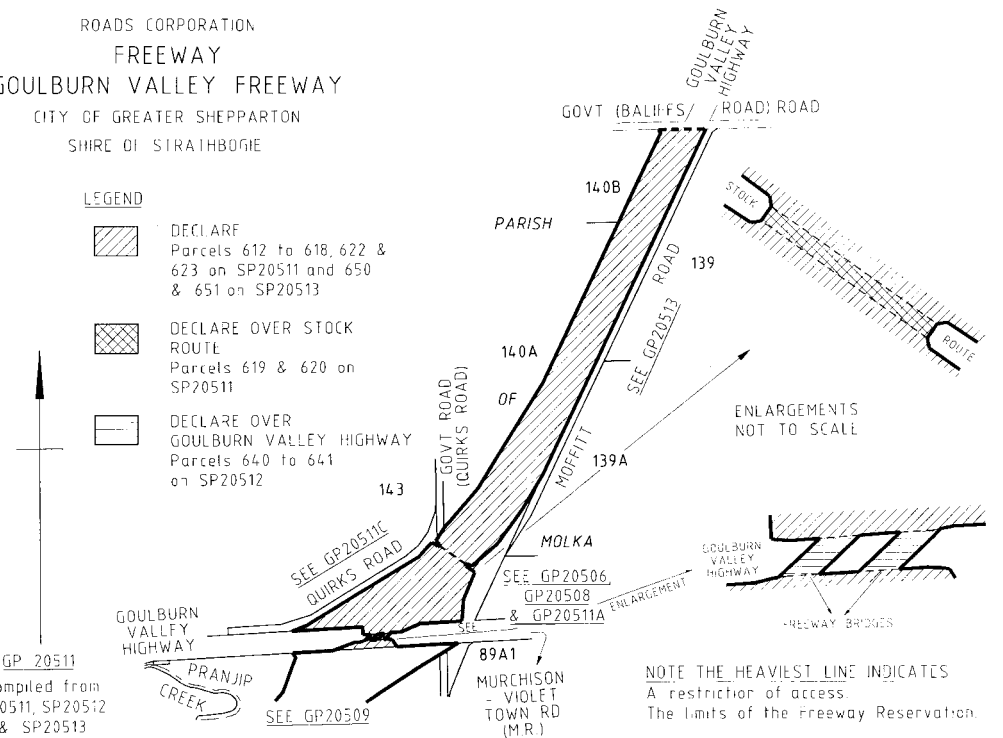 ROADS CORPORATION
FREEWAY
GOULBURN VALLEY FREEWAY
CITY OF GREATER SHEPPARTON
SHIRE OF STRATHBOGIE
LEGEND
DECLARE
Parcels 612 to 618, 622 &
623 on SP20511 and 650
& 651 on SP20513
DECLARE OVER STOCK
ROUTE
Parcels 619 & 620 on
SP20511
DECLARE OVER
GOULBURN VALLEY HIGHWAY
Parcels 640 to 641
on SP20512
GOULBURN
VALLEY
HIGHWAY
GOVT (BALIFFS/ ROAD) ROAD
140B
PARISH
ROAD
139
SEE GP20513
140A
OF
MOFFITT
139A
STOCK
ROUTE
ENLARGEMENTS
NOT TO SCALE
GOVT ROAD
(QUIRKS ROAD)
143
SEE GP20511C
QUIRKS ROAD
MOLKA
SEE GP20506,
GP20508
& GP20511A
SEE
ENLARGEMENT
GOULBURN
VALLEY
HIGHWAY
FREEWAY BRIDGES
GOULBURN
VALLEY
HIGHWAY
89A1
PRANJIP
CREEK
SEE GP20509
MURCHISON
- VIOLET
TOWN RD
(M.R.)
GP 20511
ompiled from
20511, SP20512
& SP20513
NOTE THE HEAVIEST LINE INDICATES
A restriction of access.
The limits of the Freeway Reservation.